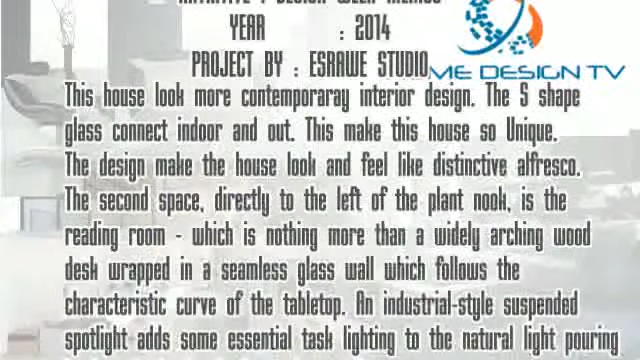 YEAR : 2014
PROJECT BY : ESRAWE STUDIO
ME DESIGN TV
This house look more contemporaray interior design. The S shape
glass connect indoor and out. This make this house so Unique.
The design make the house look and feel like distinctive alfresco.
The second space, directly to the left of the plant nook, is the
reading room - which is nothing more than a widely arching wood
desk wrapped in a seamless glass wall which follows the
characteristic curve of the tabletop. An industrial-style suspended
spotlight adds some essential task lighting to the natural light pouring